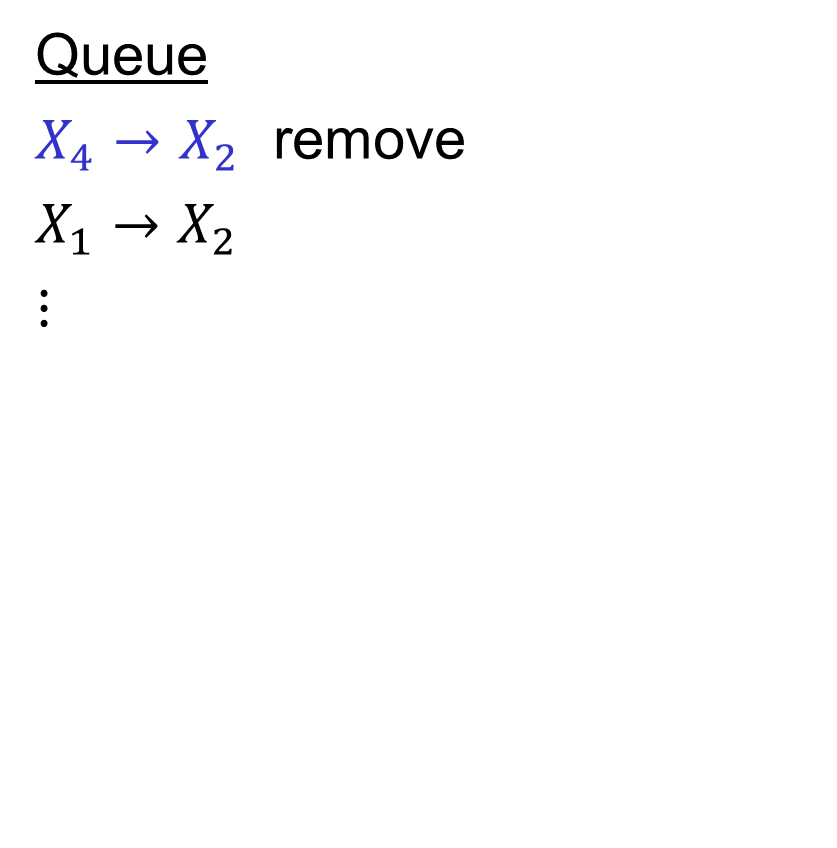 Queue
𝑋₄ → 𝑋₂ remove
𝑋₁ → 𝑋₂
⋮